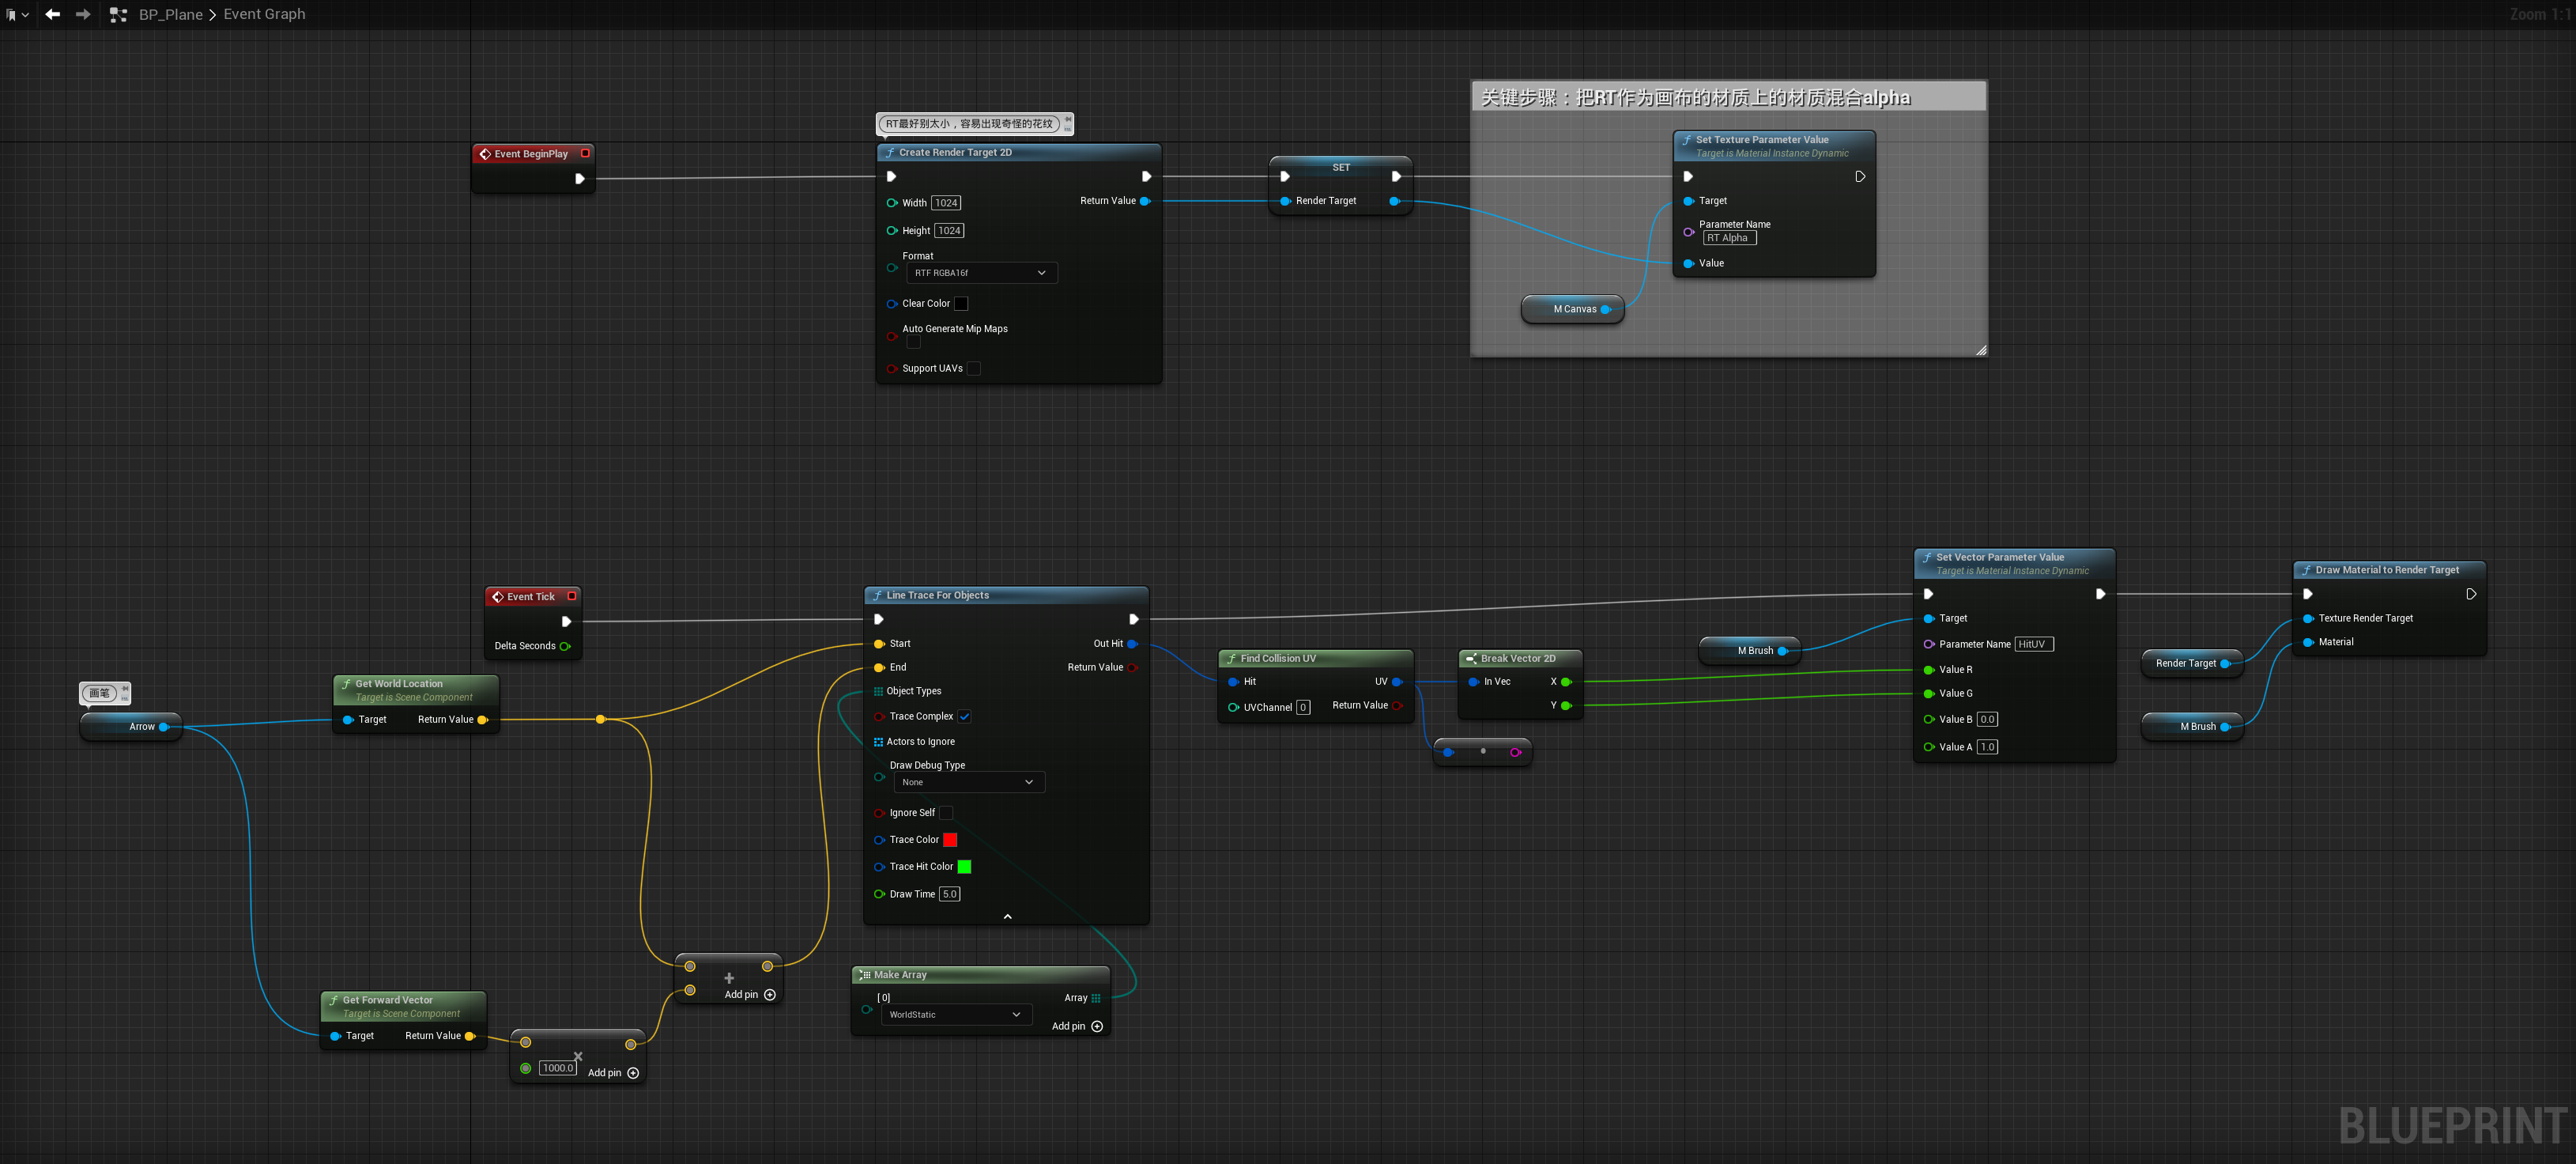 BP_Plane > Event Graph
Zoom 1:1
关键步骤：把RT作为画布的材质上的材质混合alpha
RT最好别太小，容易出现奇怪的花纹
Event BeginPlay
Create Render Target 2D
Width 1024
Return Value
Height 1024
Format
RTF RGBA16f
Clear Color
Auto Generate Mip Maps
Support UAVs
SET
Render Target
Set Texture Parameter Value
Target is Material Instance Dynamic
Target
Parameter Name
RT Alpha
Value
M Canvas
Event Tick
Delta Seconds
画笔
Arrow
Get World Location
Target is Scene Component
Target
Return Value
Get Forward Vector
Target is Scene Component
Target
Return Value
1000.0
Add pin
Add pin
Line Trace For Objects
Start
Out Hit
End
Return Value
Object Types
Trace Complex
Actors to Ignore
Draw Debug Type
None
Ignore Self
Trace Color
Trace Hit Color
Draw Time 5.0
Make Array
[0]
Array
WorldStatic
Add pin
Find Collision UV
Hit
UV
UVChannel 0
Return Value
Break Vector 2D
In Vec
X
Y
M Brush
Set Vector Parameter Value
Target is Material Instance Dynamic
Target
Parameter Name HitUV
Value R
Value G
Value B 0.0
Value A 1.0
Render Target
M Brush
Draw Material to Render Target
Texture Render Target
Material
BLUEPRINT